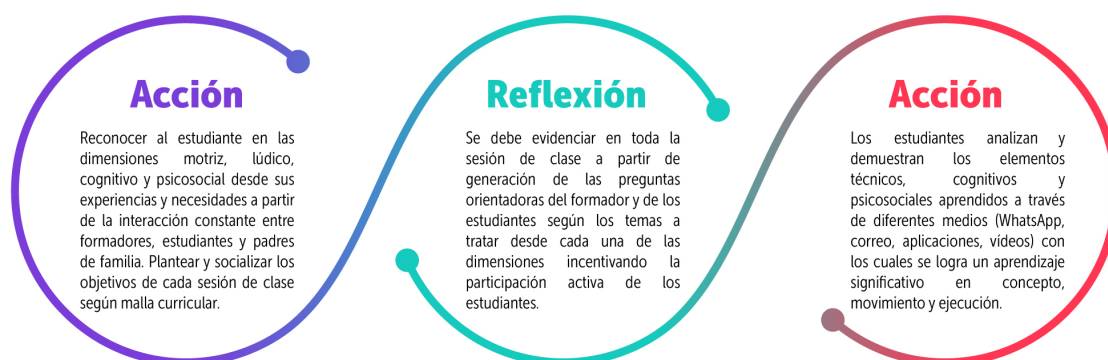 Acción
Reconocer al estudiante en las
dimensiones motriz, lúdico,
cognitivo y psicosocial desde sus
experiencias y necesidades a partir
de la interacción constante entre
formadores, estudiantes y padres
de familia. Plantear y socializar los
objetivos de cada sesión de clase
según malla curricular.
Reflexión
Se debe evidenciar en toda la
sesión de clase a partir de
generación de las preguntas
orientadoras del formador y de los
estudiantes según los temas a
tratar desde cada una de las
dimensiones incentivando la
participación activa de los
estudiantes.
Acción
Los estudiantes analizan y
demuestran los elementos
técnicos, cognitivos y
psicosociales aprendidos a través
de diferentes medios (WhatsApp,
correo, aplicaciones, vídeos) con
los cuales se logra un aprendizaje
significativo en concepto,
movimiento y ejecución.